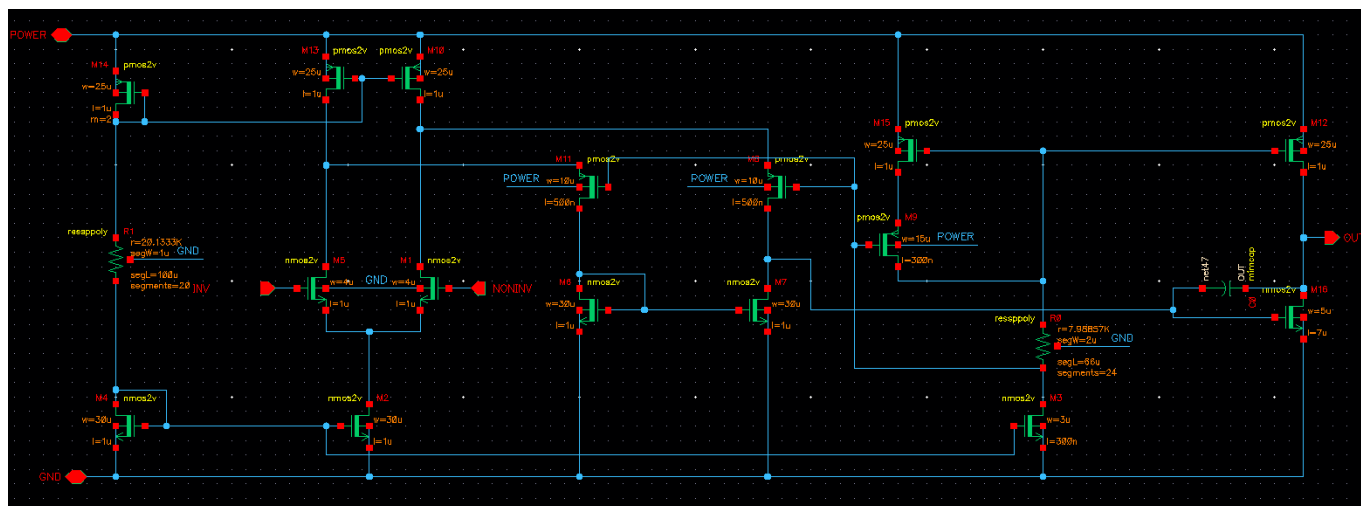 POWER
M14
pmos2v
w=25u
l=1u
m=2
M13
pmos2v
w=25u
l=1u
pmos2v
M10
w=25u
l=1u
M11
pmos2v
POWER
w=10u
l=500n
pmos2v
POWER
w=10u
l=500n
pmos2v
M15
w=25u
l=1u
pmos2v
M9
w=15u
POWER
l=300n
pmos2v
M12
w=25u
l=1u
OUT
ressppoly
R1
r=20.1333K
segW=1u
GND
segL=100u
segments=20
INV
nmos2v
M5
w=4u
l=1u
GND
M1
nmos2v
w=4u
l=1u
NONINV
M6
nmos2v
w=30u
l=1u
nmos2v
M7
w=30u
l=1u
net47
OUT
mimcap
C0
nmos2v
M16
w=5u
l=7u
ressppoly
R0
r=7.95857K
segW=2u
GND
segL=66u
segments=24
M4
nmos2v
w=30u
l=1u
nmos2v
M2
w=30u
l=1u
nmos2v
M3
w=3u
l=300n
GND